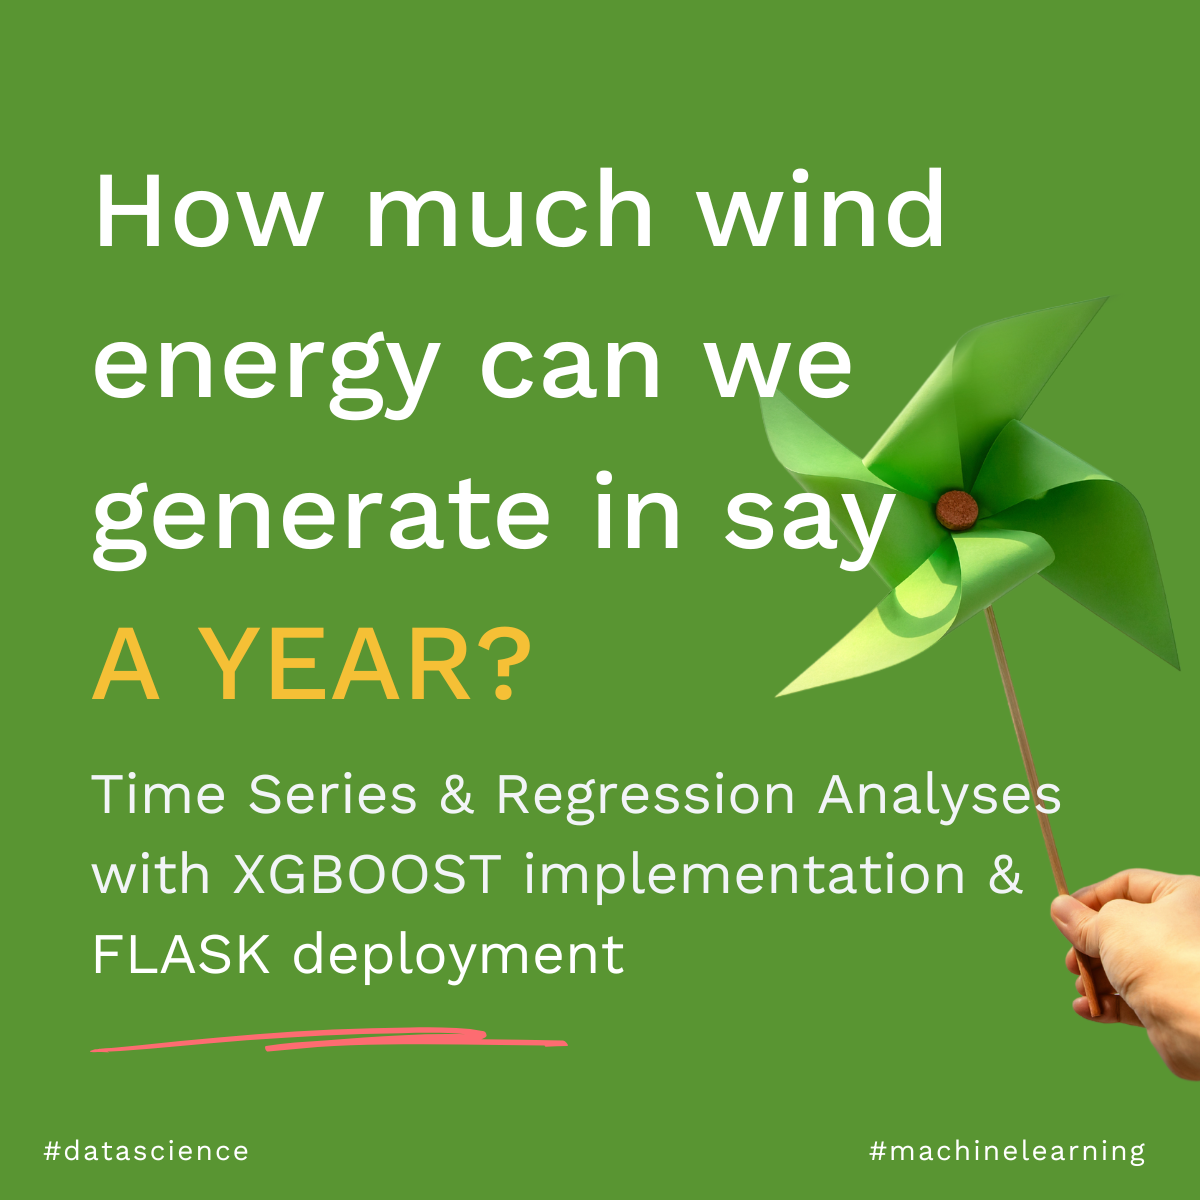 How much wind
energy can we
generate in say
A YEAR?
Time Series & Regression Analyses
with XGBOOST implementation &
FLASK deployment
#datascience
#machinelearning